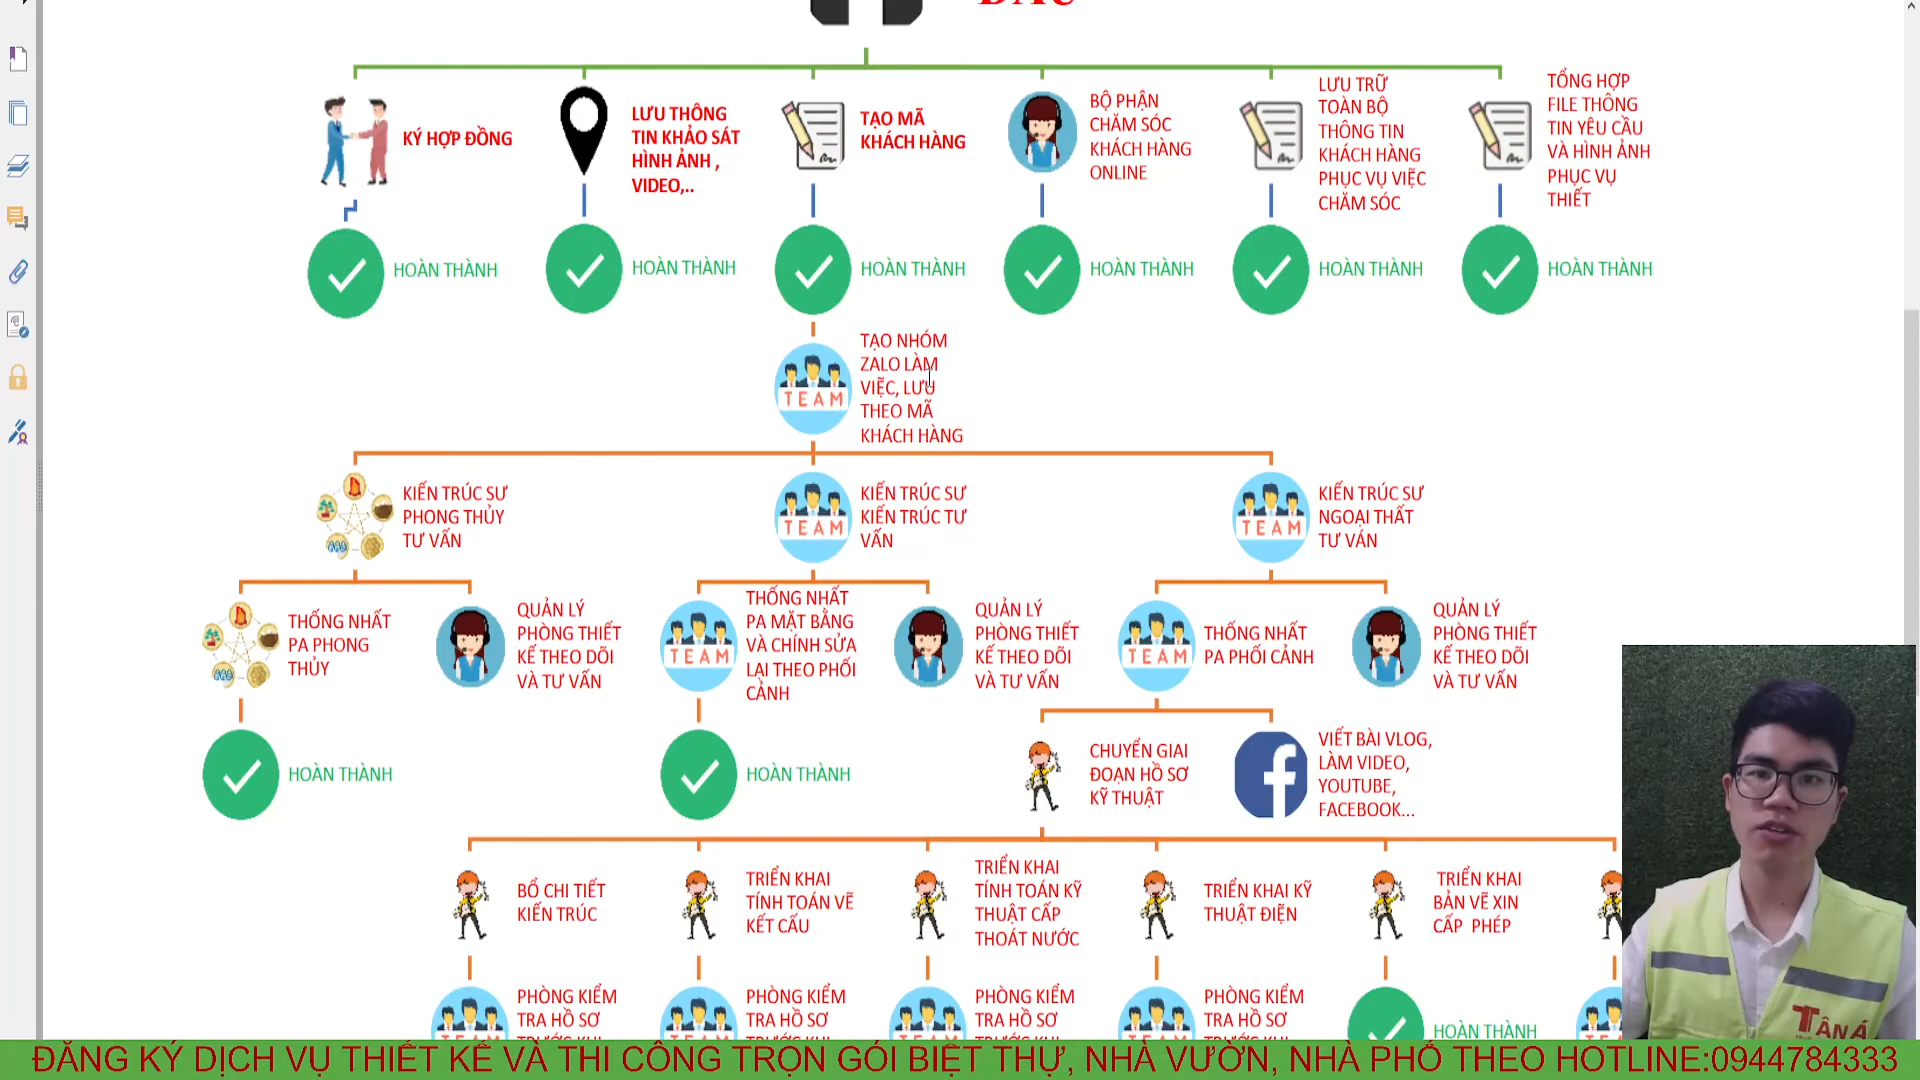 KÝ HỢP ĐỒNG
LƯU THÔNG
TIN KHẢO SÁT
HÌNH ẢNH ,
VIDEO,..
TẠO MÃ
KHÁCH HÀNG
BỘ PHẬN
CHĂM SÓC
KHÁCH HÀNG
ONLINE
LƯU TRỮ
TOÀN BỘ
THÔNG TIN
KHÁCH HÀNG
PHỤC VỤ VIỆC
CHĂM SÓC
TỔNG HỢP
FILE THÔNG
TIN YÊU CẦU
VÀ HÌNH ẢNH
PHỤC VỤ
THIẾT
HOÀN THÀNH
HOÀN THÀNH
HOÀN THÀNH
HOÀN THÀNH
HOÀN THÀNH
HOÀN THÀNH
TEAM
TẠO NHÓM
ZALO LÀM
VIỆC, LƯU
THEO MÃ
KHÁCH HÀNG
KIẾN TRÚC SƯ
PHONG THỦY
TƯ VẤN
TEAM
KIẾN TRÚC SƯ
KIẾN TRÚC TƯ
VẤN
TEAM
KIẾN TRÚC SƯ
NGOẠI THẤT
TƯ VÁN
THỐNG NHẤT
PA PHONG
THỦY
QUẢN LÝ
PHÒNG THIẾT
KẾ THEO DÕI
VÀ TƯ VẤN
TEAM
THỐNG NHẤT
PA MẶT BẰNG
VÀ CHÍNH SỬA
LẠI THEO PHỐI
CẢNH
QUẢN LÝ
PHÒNG THIẾT
KẾ THEO DÕI
VÀ TƯ VẤN
TEAM
THỐNG NHẤT
PA PHỐI CẢNH
QUẢN LÝ
PHÒNG THIẾT
KẾ THEO DÕI
VÀ TƯ VẤN
HOÀN THÀNH
HOÀN THÀNH
CHUYỂN GIAI
ĐOẠN HỒ SƠ
KỸ THUẬT
VIẾT BÀI VLOG,
LÀM VIDEO,
YOUTUBE,
FACEBOOK...
BỔ CHI TIẾT
KIẾN TRÚC
TRIỂN KHAI
TÍNH TOÁN VẼ
KẾT CẤU
TRIỂN KHAI
TÍNH TOÁN KỸ
THUẬT CẤP
THOÁT NƯỚC
TRIỂN KHAI KỸ
THUẬT ĐIỆN
TRIỂN KHAI
BẢN VẼ XIN
CẤP PHÉP
PHÒNG KIỂM
TRA HỒ SƠ
PHÒNG KIỂM
TRA HỒ SƠ
PHÒNG KIỂM
TRA HỒ SƠ
PHÒNG KIỂM
TRA HỒ SƠ
HOÀN THÀNH
TÂN Á
ĐĂNG KÝ DỊCH VỤ THIẾT KẾ VÀ THI CÔNG TRỌN GÓI BIỆT THỰ, NHÀ VƯỜN, NHÀ PHỐ THEO HOTLINE:0944784333